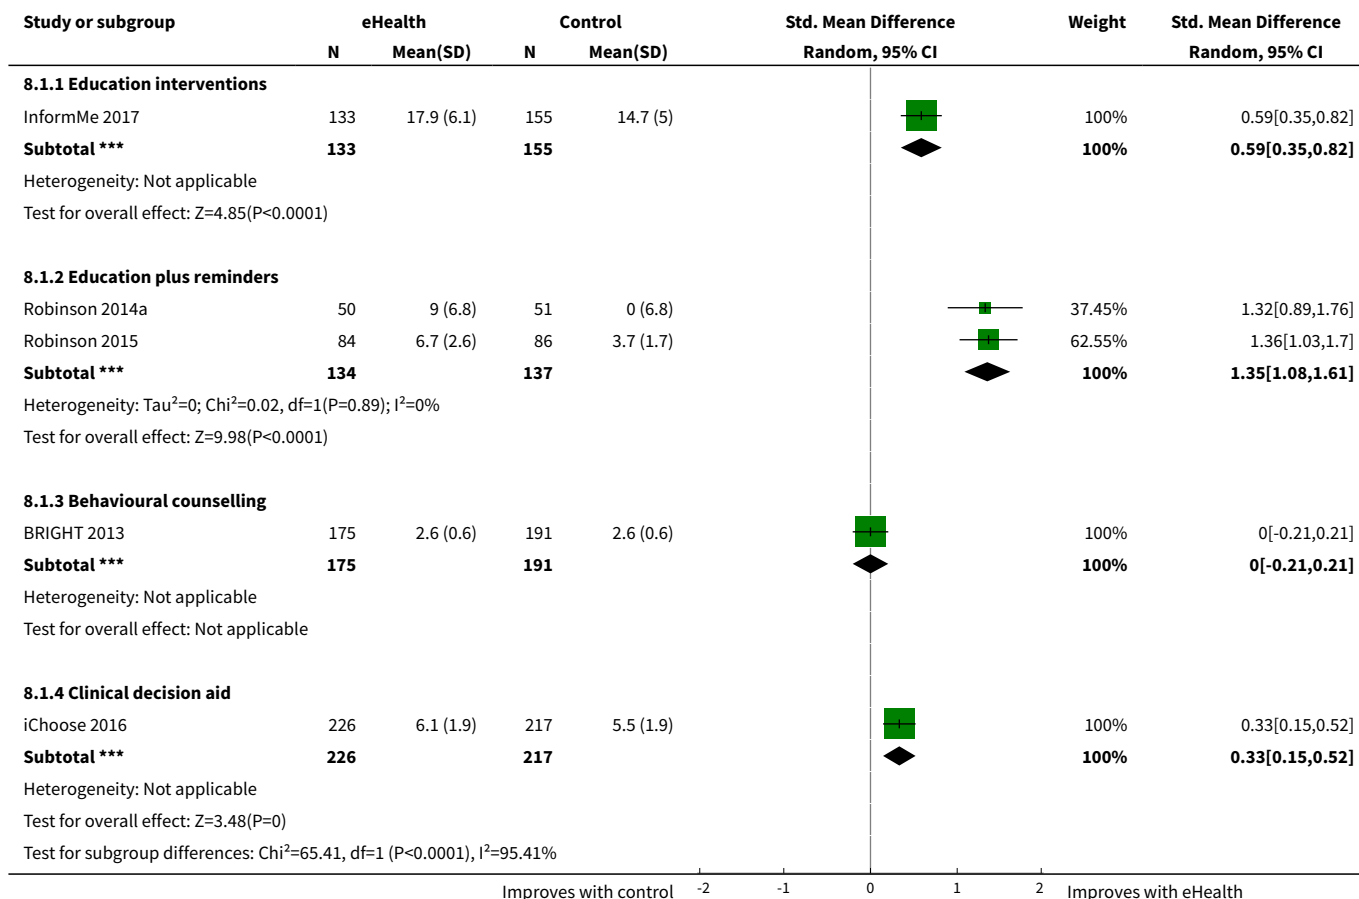 Study or subgroup eHealth Control Std. Mean Difference Weight Std. Mean Difference
N Mean(SD) N Mean(SD) Random, 95% CI Random, 95% CI
8.1.1 Education interventions
InformMe 2017 133 17.9 (6.1) 155 14.7 (5) 100% 0.59[0.35,0.82]
Subtotal *** 133 155 100% 0.59[0.35,0.82]
Heterogeneity: Not applicable
Test for overall effect: Z=4.85(P<0.0001)
8.1.2 Education plus reminders
Robinson 2014a 50 9 (6.8) 51 0 (6.8) 37.45% 1.32[0.89,1.76]
Robinson 2015 84 6.7 (2.6) 86 3.7 (1.7) 62.55% 1.36[1.03,1.7]
Subtotal *** 134 137 100% 1.35[1.08,1.61]
Heterogeneity: Tau²=0; Chi²=0.02, df=1(P=0.89); I²=0%
Test for overall effect: Z=9.98(P<0.0001)
8.1.3 Behavioural counselling
BRIGHT 2013 175 2.6 (0.6) 191 2.6 (0.6) 100% 0[-0.21,0.21]
Subtotal *** 175 191 100% 0[-0.21,0.21]
Heterogeneity: Not applicable
Test for overall effect: Not applicable
8.1.4 Clinical decision aid
iChoose 2016 226 6.1 (1.9) 217 5.5 (1.9) 100% 0.33[0.15,0.52]
Subtotal *** 226 217 100% 0.33[0.15,0.52]
Heterogeneity: Not applicable
Test for overall effect: Z=3.48(P=0)
Test for subgroup differences: Chi²=65.41, df=1 (P<0.0001), I²=95.41%
Improves with control -2 -1 0 1 2 Improves with eHealth